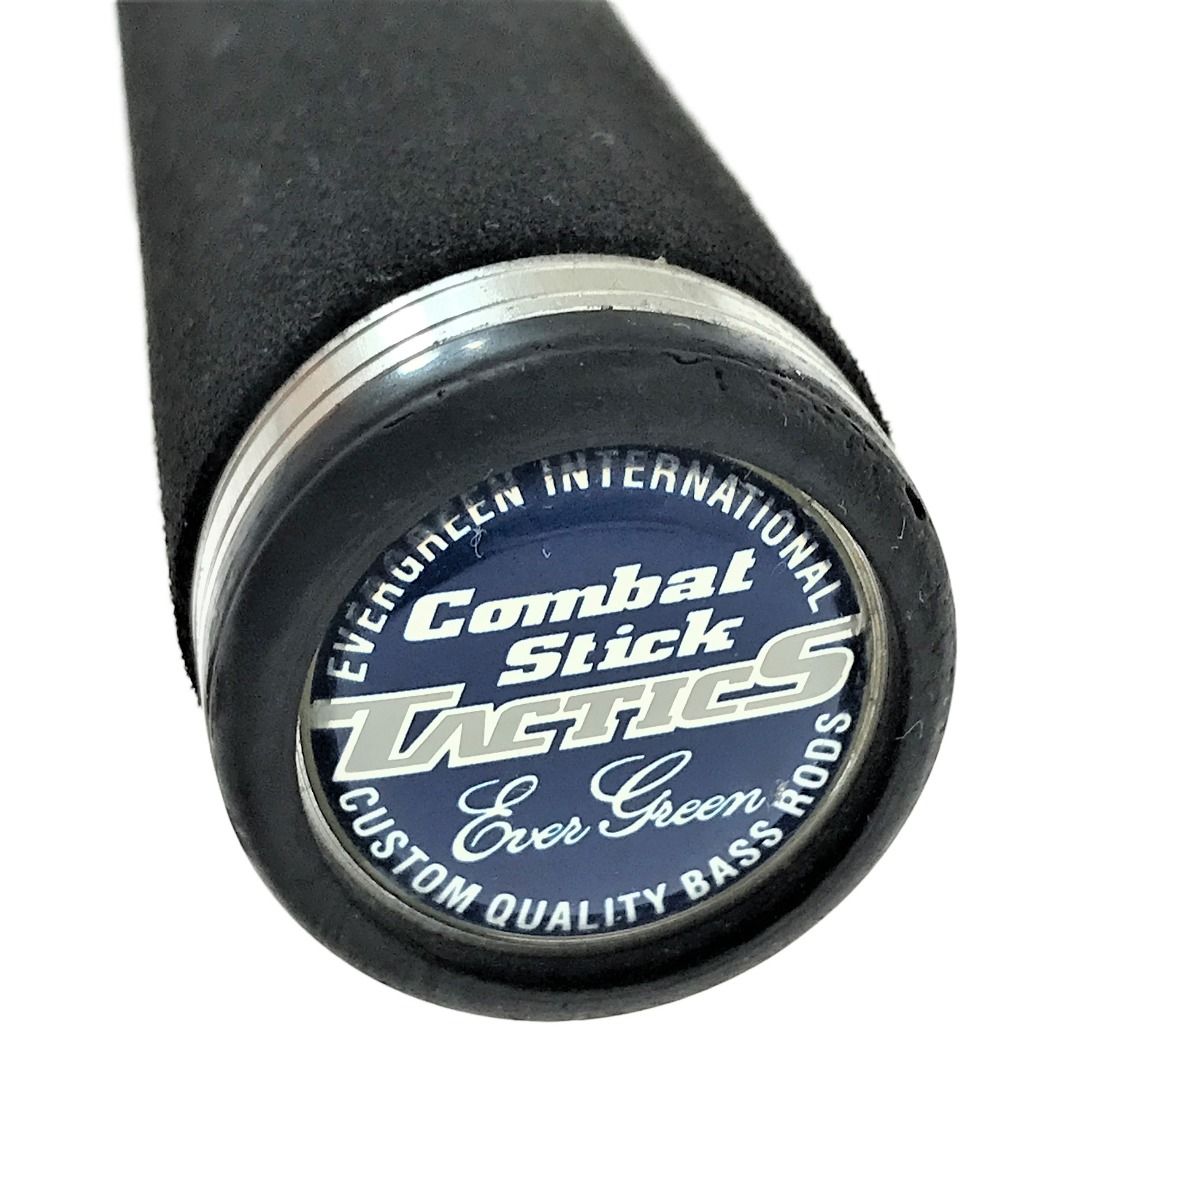 EVERGREEN INTERNATIONAL
Combat
Stick
TACTICS
Ever Green
CUSTOM QUALITY BASS RODS